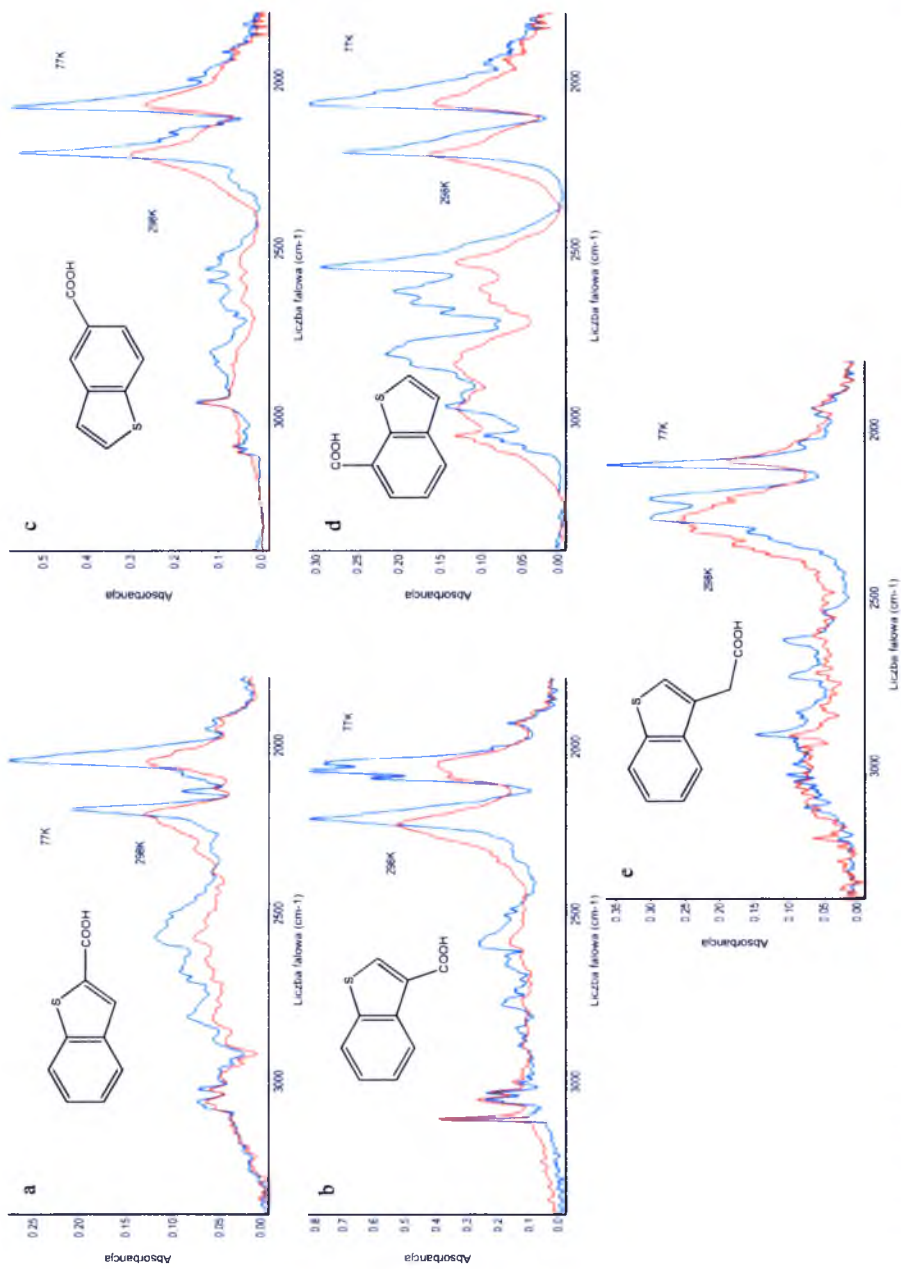 a
77K
298K
S
COOH
Absorbancja
0.25
0.20
0.15
0.10
0.05
0.00
3000
2500
2000
Liczba falowa (cm-1)
b
77K
298K
S
COOH
Absorbancja
0.8
0.7
0.6
0.5
0.4
0.3
0.2
0.1
0.0
3000
2500
2000
Liczba falowa (cm-1)
c
77K
298K
COOH
S
Absorbancja
0.5
0.4
0.3
0.2
0.1
0.0
3000
2500
2000
Liczba falowa (cm-1)
d
77K
298K
COOH
S
Absorbancja
0.30
0.25
0.20
0.15
0.10
0.05
0.00
3000
2500
2000
Liczba falowa (cm-1)
e
77K
298K
S
COOH
Absorbancja
0.35
0.30
0.25
0.20
0.15
0.10
0.05
0.00
3000
2500
2000
Liczba falowa (cm-1)